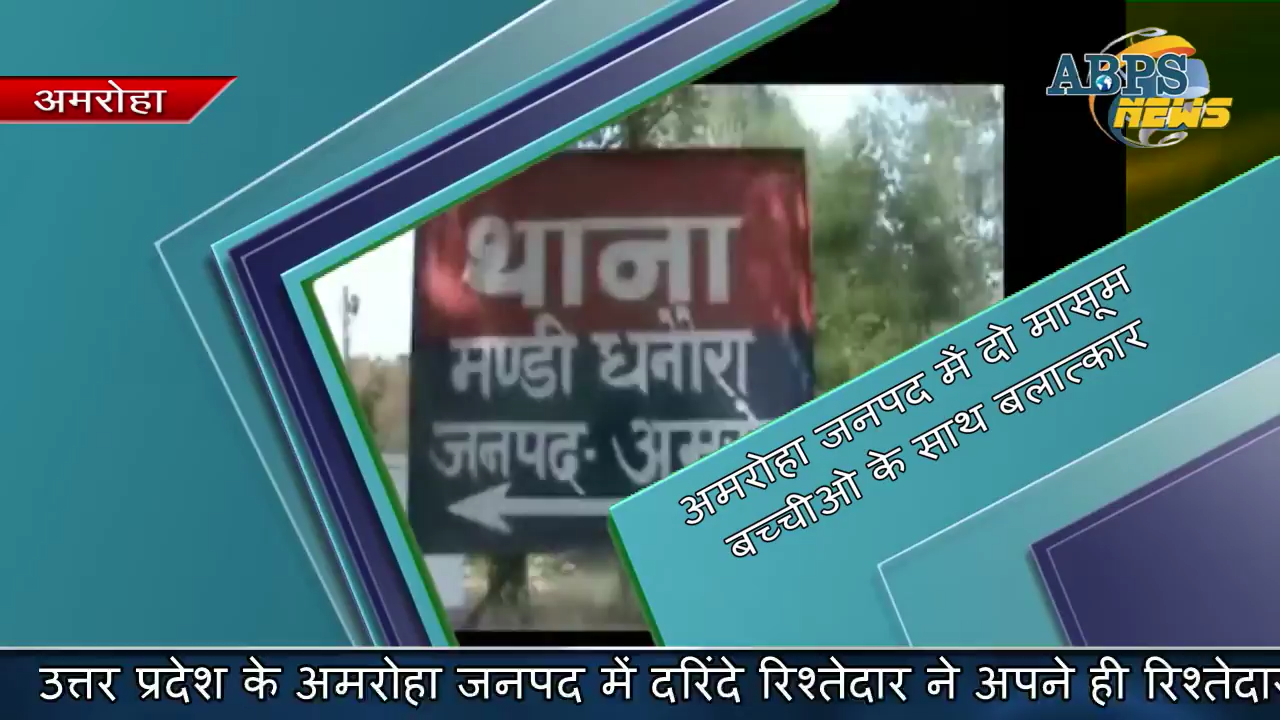 अमरोहा
ABPS
NEWS
थाना
मण्डी धनौरा
जनपद-
अमरोहा जनपद में दो मासूम
बच्चीओ के साथ बलात्कार
उत्तर प्रदेश के अमरोहा जनपद में दरिंदे रिश्तेदार ने अपने ही रिश्तेदार